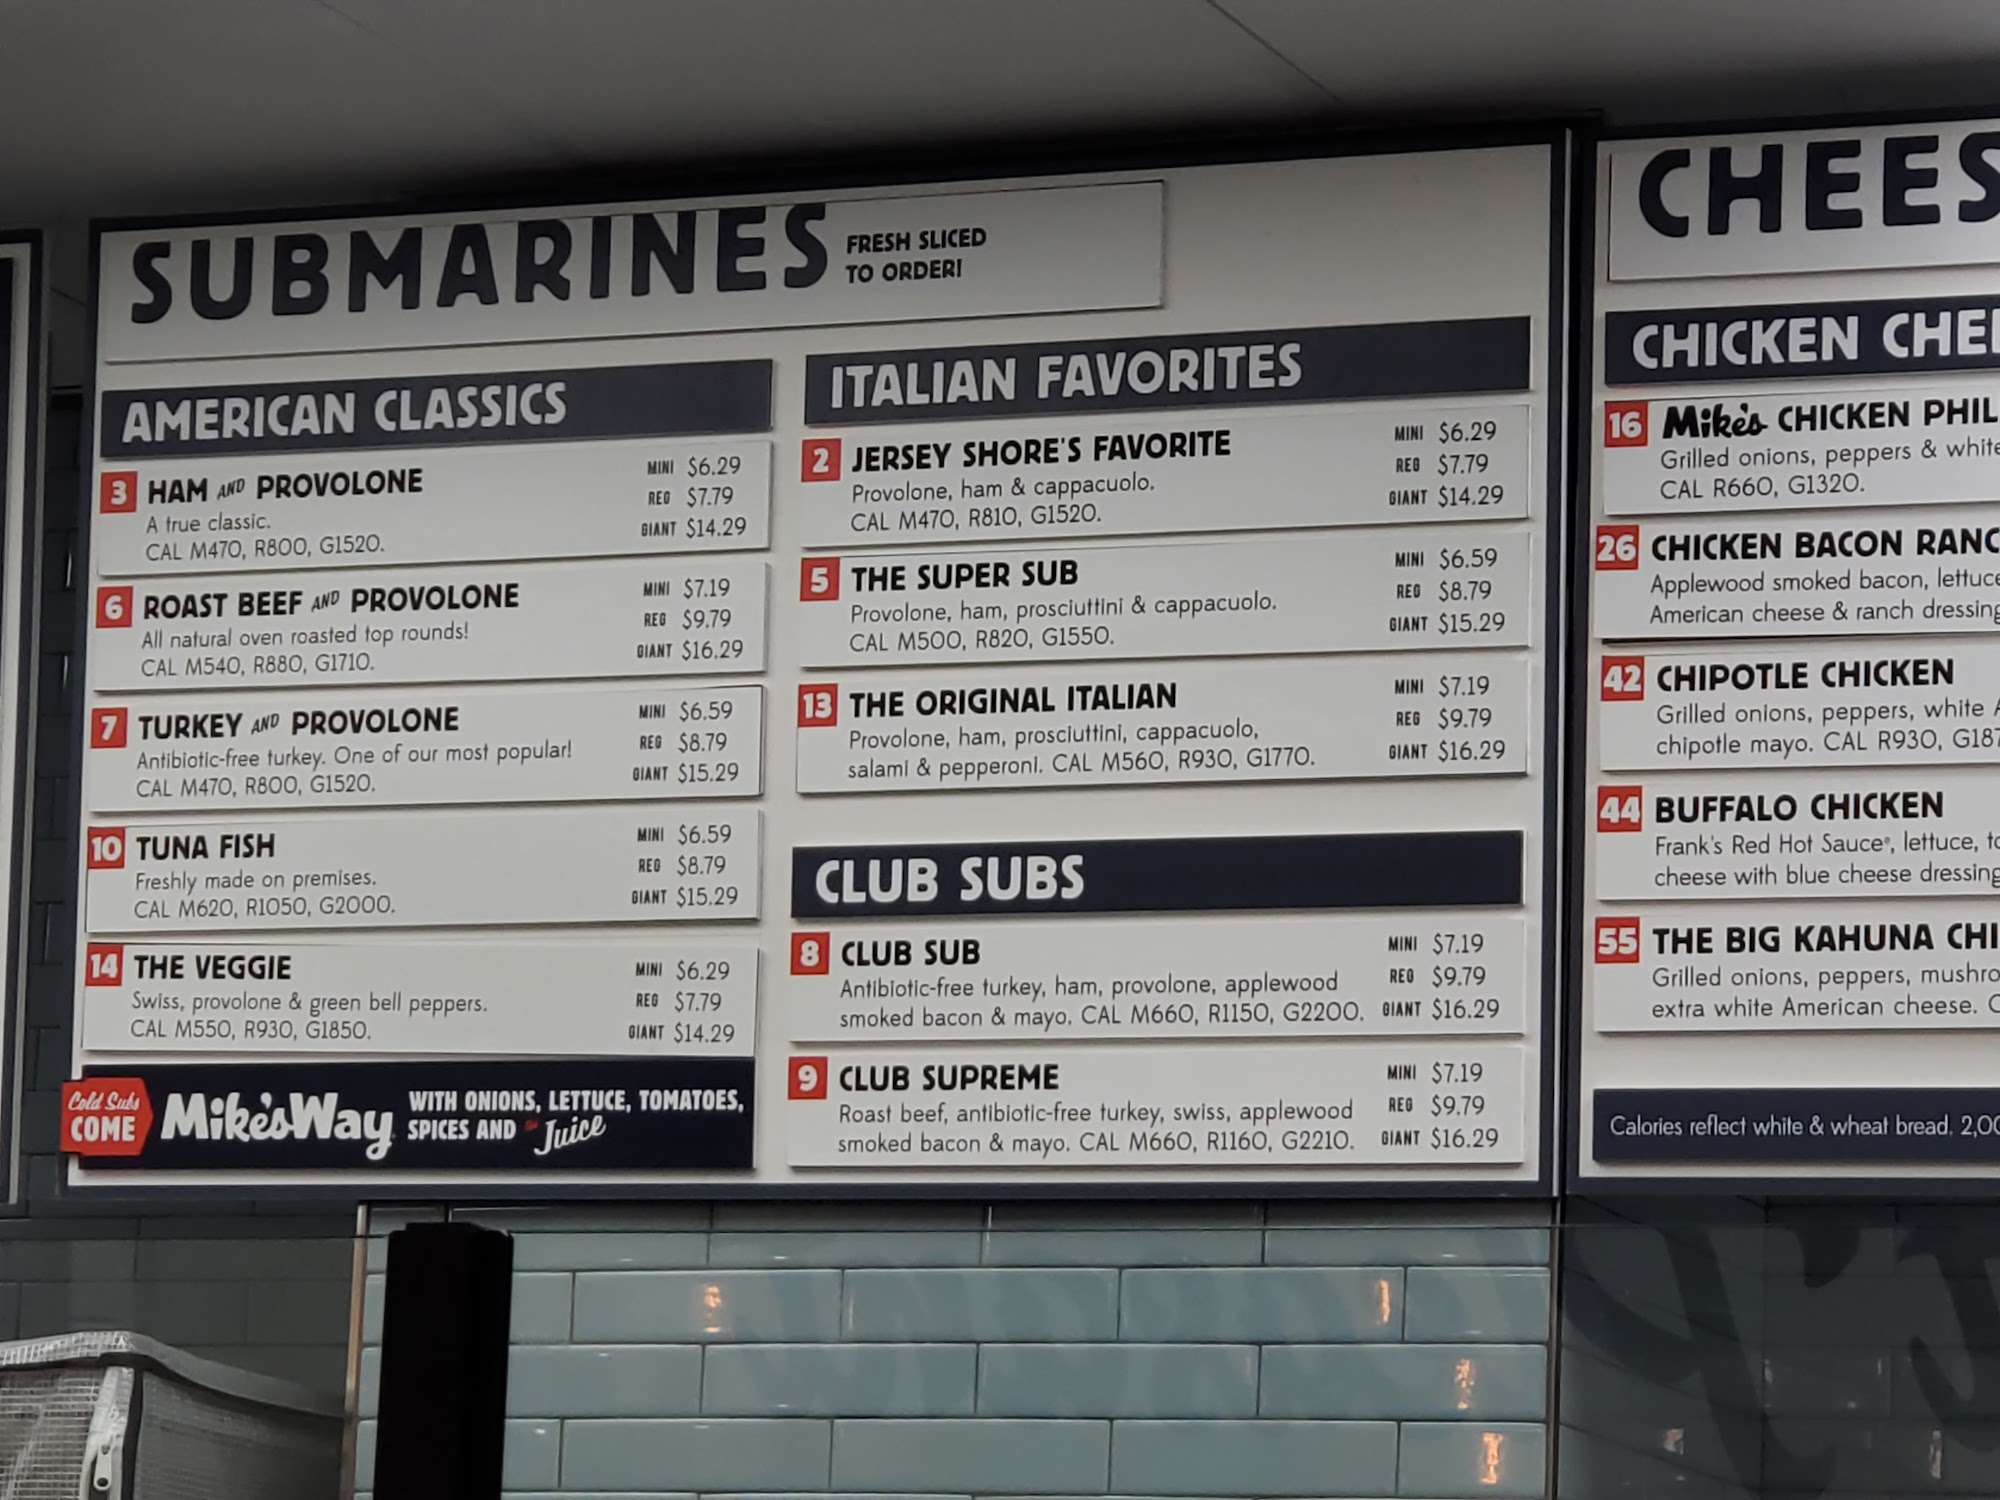 SUBMARINES
FRESH SLICED
TO ORDER!
AMERICAN CLASSICS
3 HAM AND PROVOLONE
A true classic.
CAL M470, R800, G1520.
MINI $6.29
REG $7.79
GIANT $14.29
6 ROAST BEEF AND PROVOLONE
All natural oven roasted top rounds!
CAL M540, R880, G1710.
MINI $7.19
REG $9.79
GIANT $16.29
7 TURKEY AND PROVOLONE
Antibiotic-free turkey. One of our most popular!
CAL M470, R800, G1520.
MINI $6.59
REG $8.79
GIANT $15.29
10 TUNA FISH
Freshly made on premises.
CAL M620, R1050, G2000.
MINI $6.59
REG $8.79
GIANT $15.29
14 THE VEGGIE
Swiss, provolone & green bell peppers.
CAL M550, R930, G1850.
MINI $6.29
REG $7.79
GIANT $14.29
Cold Subs
COME
Mike's Way
WITH ONIONS, LETTUCE, TOMATOES,
SPICES AND Juice
ITALIAN FAVORITES
2 JERSEY SHORE'S FAVORITE
Provolone, ham & cappacuolo.
CAL M470, R810, G1520.
MINI $6.29
REG $7.79
GIANT $14.29
5 THE SUPER SUB
Provolone, ham, prosciuttini & cappacuolo.
CAL M500, R820, G1550.
MINI $6.59
REG $8.79
GIANT $15.29
13 THE ORIGINAL ITALIAN
Provolone, ham, prosciuttini, cappacuolo,
salami & pepperoni. CAL M560, R930, G1770.
MINI $7.19
REG $9.79
GIANT $16.29
CLUB SUBS
8 CLUB SUB
Antibiotic-free turkey, ham, provolone, applewood
smoked bacon & mayo. CAL M660, R1150, G2200.
MINI $7.19
REG $9.79
GIANT $16.29
9 CLUB SUPREME
Roast beef, antibiotic-free turkey, swiss, applewood
smoked bacon & mayo. CAL M660, R1160, G2210.
MINI $7.19
REG $9.79
GIANT $16.29
CHEES
CHICKEN CHE
16 Mike's CHICKEN PHIL
Grilled onions, peppers & white
CAL R660, G1320.
26 CHICKEN BACON RANC
Applewood smoked bacon, lettuce
American cheese & ranch dressing
42 CHIPOTLE CHICKEN
Grilled onions, peppers, white A
chipotle mayo. CAL R930, G187
44 BUFFALO CHICKEN
Frank's Red Hot Sauce®, lettuce, to
cheese with blue cheese dressing
55 THE BIG KAHUNA CHI
Grilled onions, peppers, mushro
extra white American cheese. C
Calories reflect white & wheat bread. 2,00